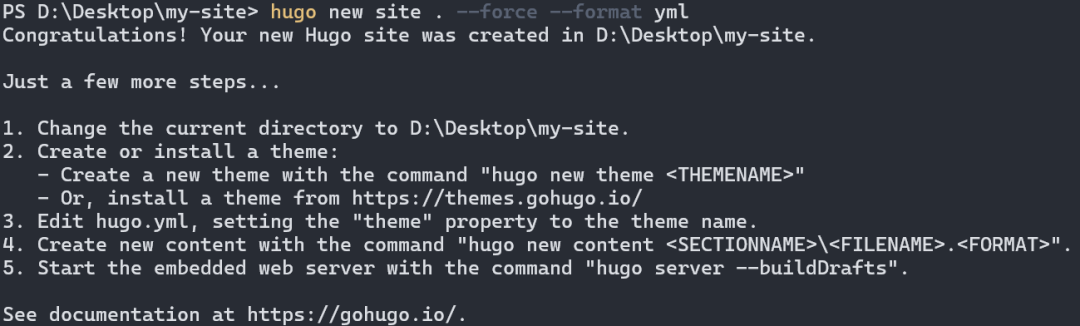 PS D:\Desktop\my-site> hugo new site . --force --format yml
Congratulations! Your new Hugo site was created in D:\Desktop\my-site.
Just a few more steps...
1. Change the current directory to D:\Desktop\my-site.
2. Create or install a theme:
   - Create a new theme with the command "hugo new theme <THEMENAME>"
   - Or, install a theme from https://themes.gohugo.io/
3. Edit hugo.yml, setting the "theme" property to the theme name.
4. Create new content with the command "hugo new content <SECTIONNAME>\<FILENAME>.<FORMAT>".
5. Start the embedded web server with the command "hugo server --buildDrafts".
See documentation at https://gohugo.io/.